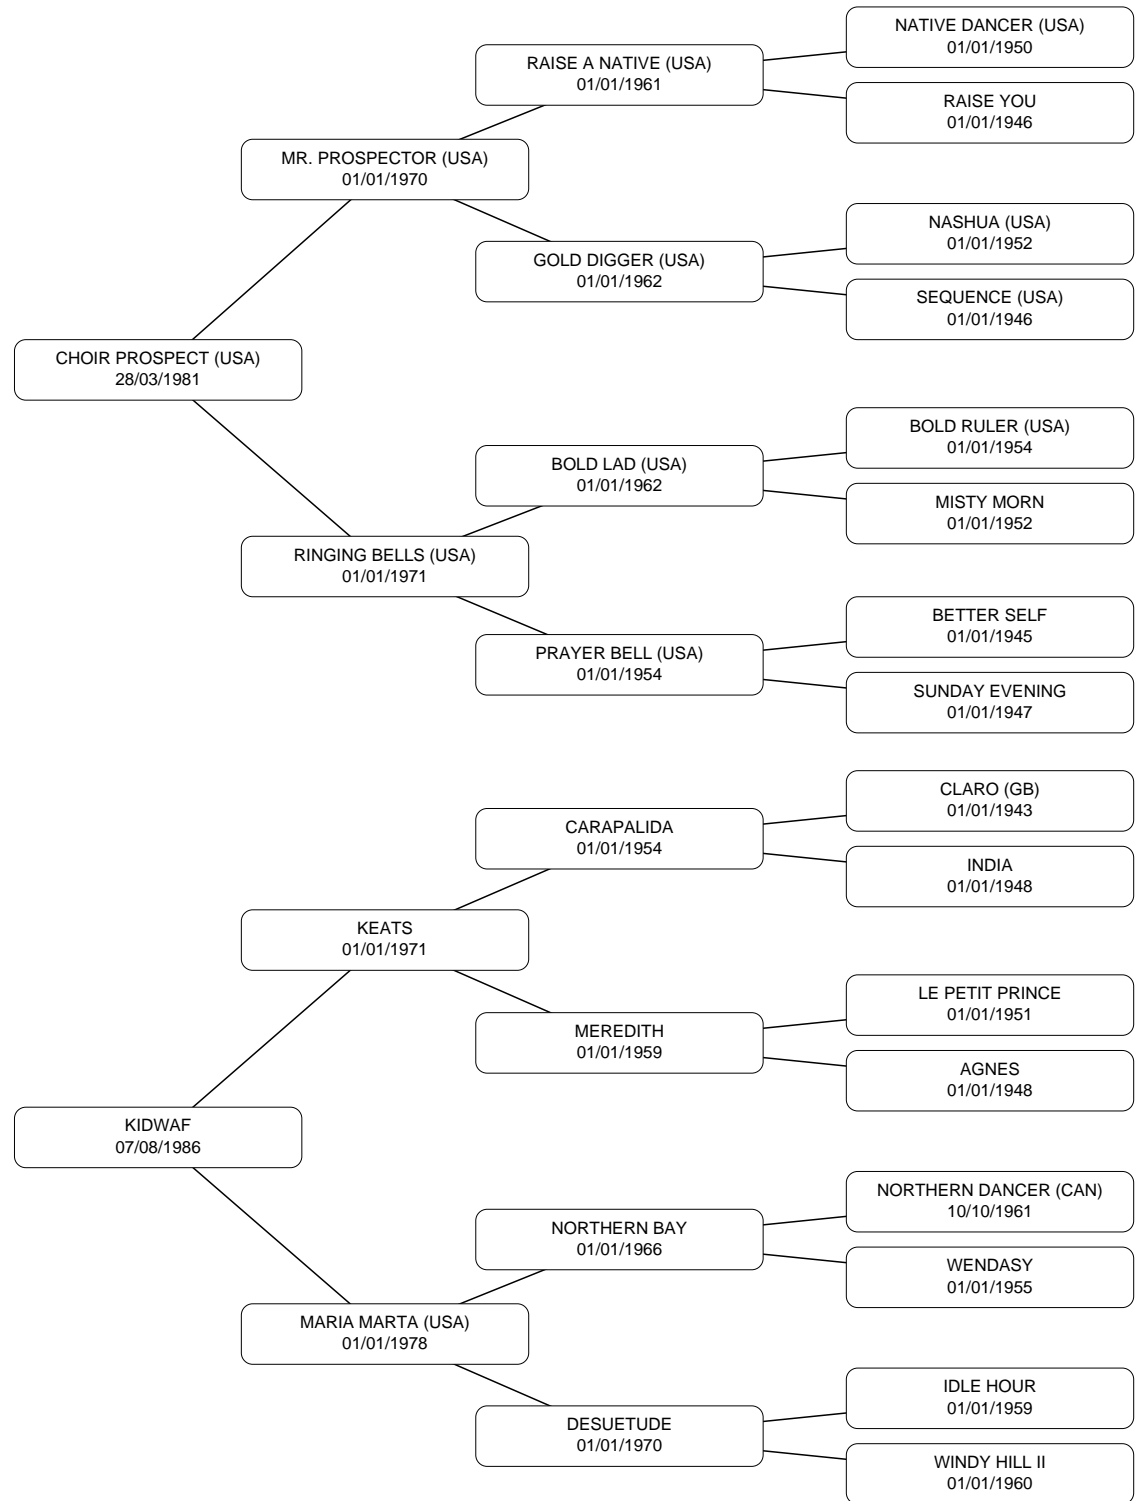 NATIVE DANCER (USA)
01/01/1950
RAISE A NATIVE (USA)
01/01/1961
RAISE YOU
01/01/1946
MR. PROSPECTOR (USA)
01/01/1970
NASHUA (USA)
01/01/1952
GOLD DIGGER (USA)
01/01/1962
SEQUENCE (USA)
01/01/1946
CHOIR PROSPECT (USA)
28/03/1981
BOLD RULER (USA)
01/01/1954
BOLD LAD (USA)
01/01/1962
MISTY MORN
01/01/1952
RINGING BELLS (USA)
01/01/1971
BETTER SELF
01/01/1945
PRAYER BELL (USA)
01/01/1954
SUNDAY EVENING
01/01/1947
CLARO (GB)
01/01/1943
CARAPALIDA
01/01/1954
INDIA
01/01/1948
KEATS
01/01/1971
LE PETIT PRINCE
01/01/1951
MEREDITH
01/01/1959
AGNES
01/01/1948
KIDWAF
07/08/1986
NORTHERN DANCER (CAN)
10/10/1961
NORTHERN BAY
01/01/1966
WENDASY
01/01/1955
MARIA MARTA (USA)
01/01/1978
IDLE HOUR
01/01/1959
DESUETUDE
01/01/1970
WINDY HILL II
01/01/1960